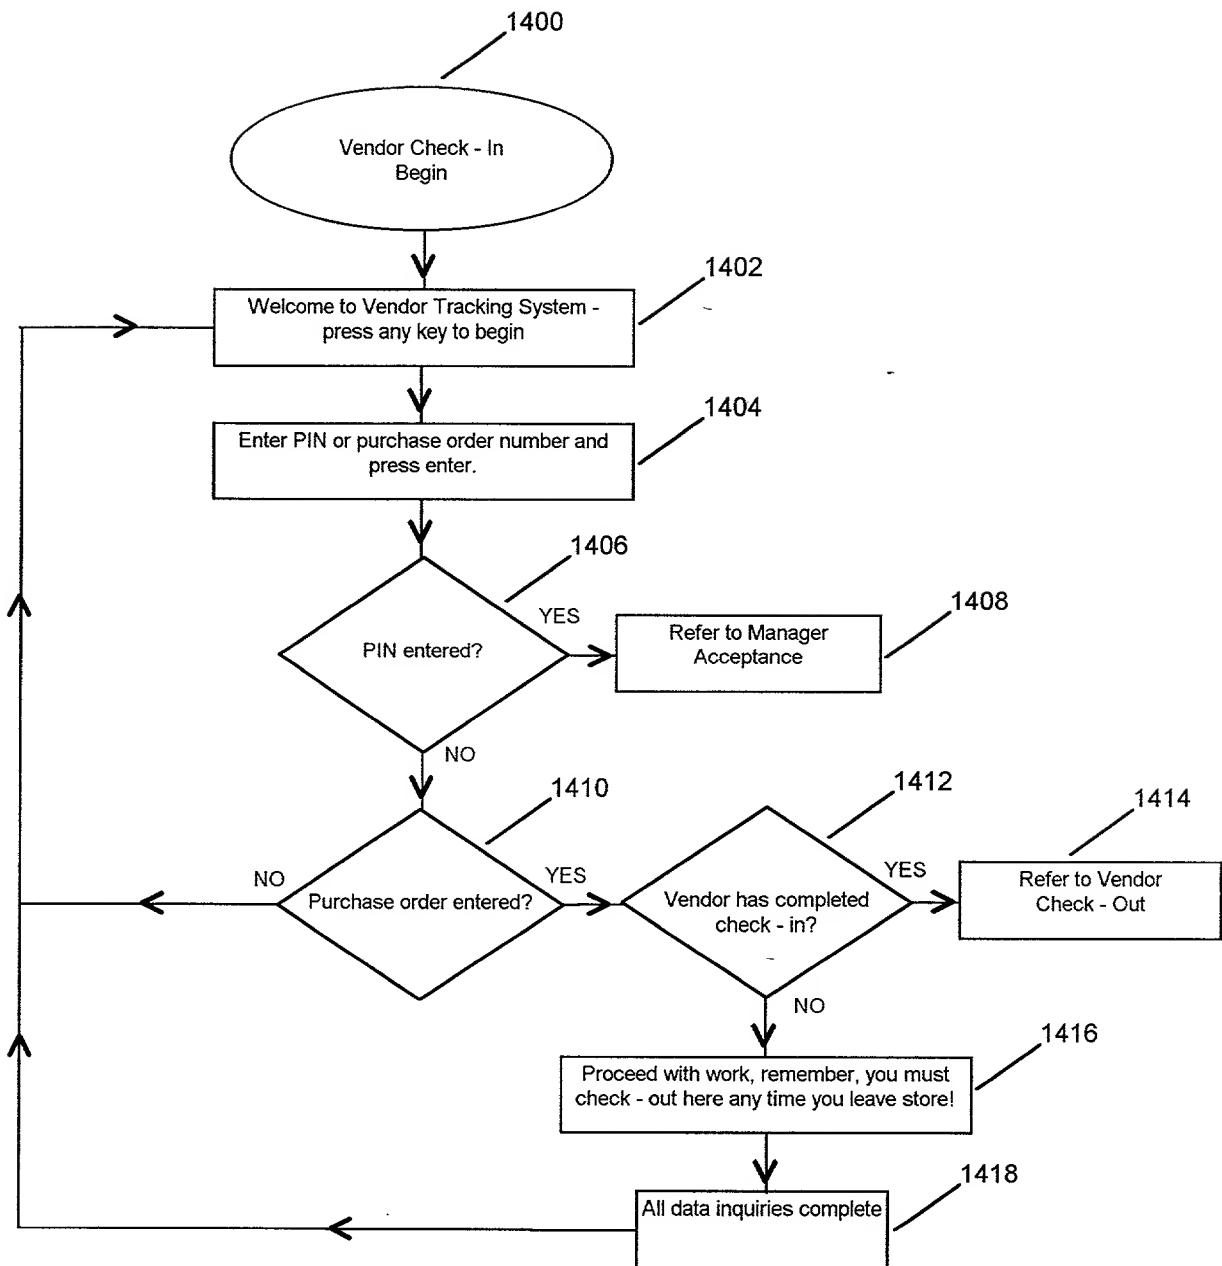 1400
Vendor Check - In
Begin
1402
Welcome to Vendor Tracking System -
press any key to begin
1404
Enter PIN or purchase order number and
press enter.
1406
PIN entered?
YES
1408
Refer to Manager
Acceptance
NO
1410
Purchase order entered?
NO
YES
1412
Vendor has completed
check - in?
YES
1414
Refer to Vendor
Check - Out
NO
1416
Proceed with work, remember, you must
check - out here any time you leave store!
1418
All data inquiries complete